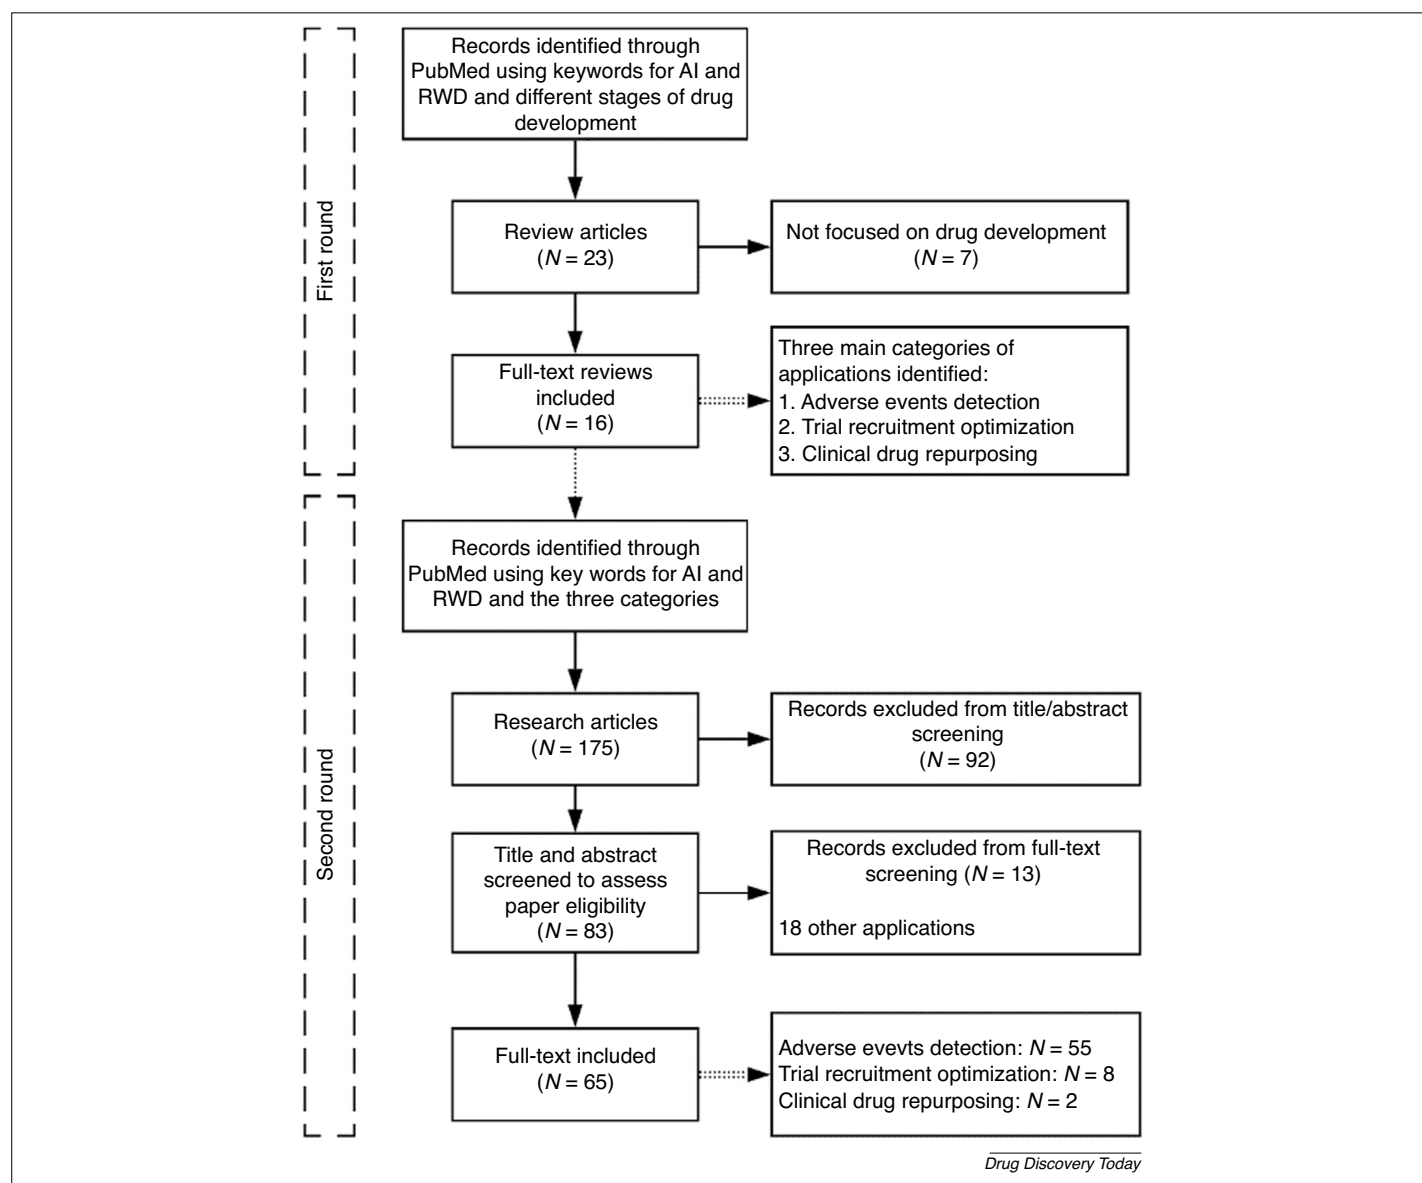 First round
Records identified through
PubMed using keywords for AI and
RWD and different stages of drug
development
Review articles
(N = 23)
Not focused on drug development
(N = 7)
Full-text reviews
included
(N = 16)
Three main categories of
applications identified:
1. Adverse events detection
2. Trial recruitment optimization
3. Clinical drug repurposing
Second round
Records identified through
PubMed using key words for AI and
RWD and the three categories
Research articles
(N = 175)
Records excluded from title/abstract
screening
(N = 92)
Title and abstract
screened to assess
paper eligibility
(N = 83)
Records excluded from full-text
screening (N = 13)
18 other applications
Full-text included
(N = 65)
Adverse evevts detection: N = 55
Trial recruitment optimization: N = 8
Clinical drug repurposing: N = 2
Drug Discovery Today